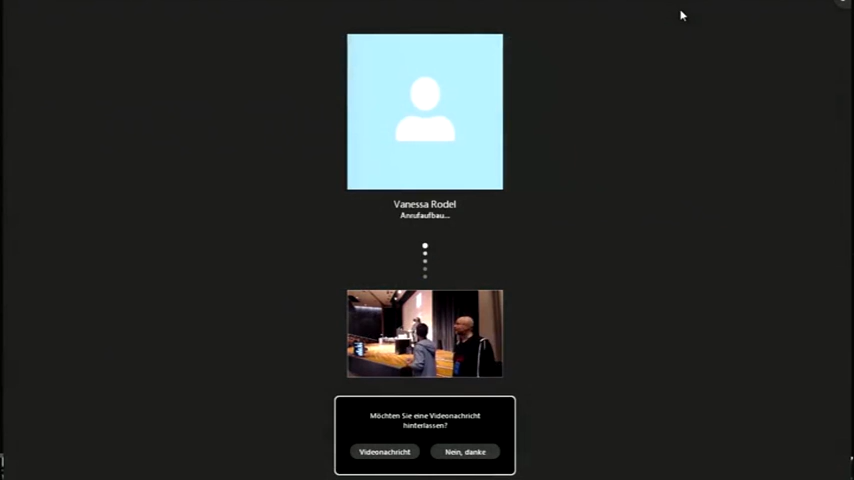 Vanessa Rodel
Anrufaufbau...
Möchten Sie eine Videonachricht
hinterlassen?
Videonachricht
Nein, danke